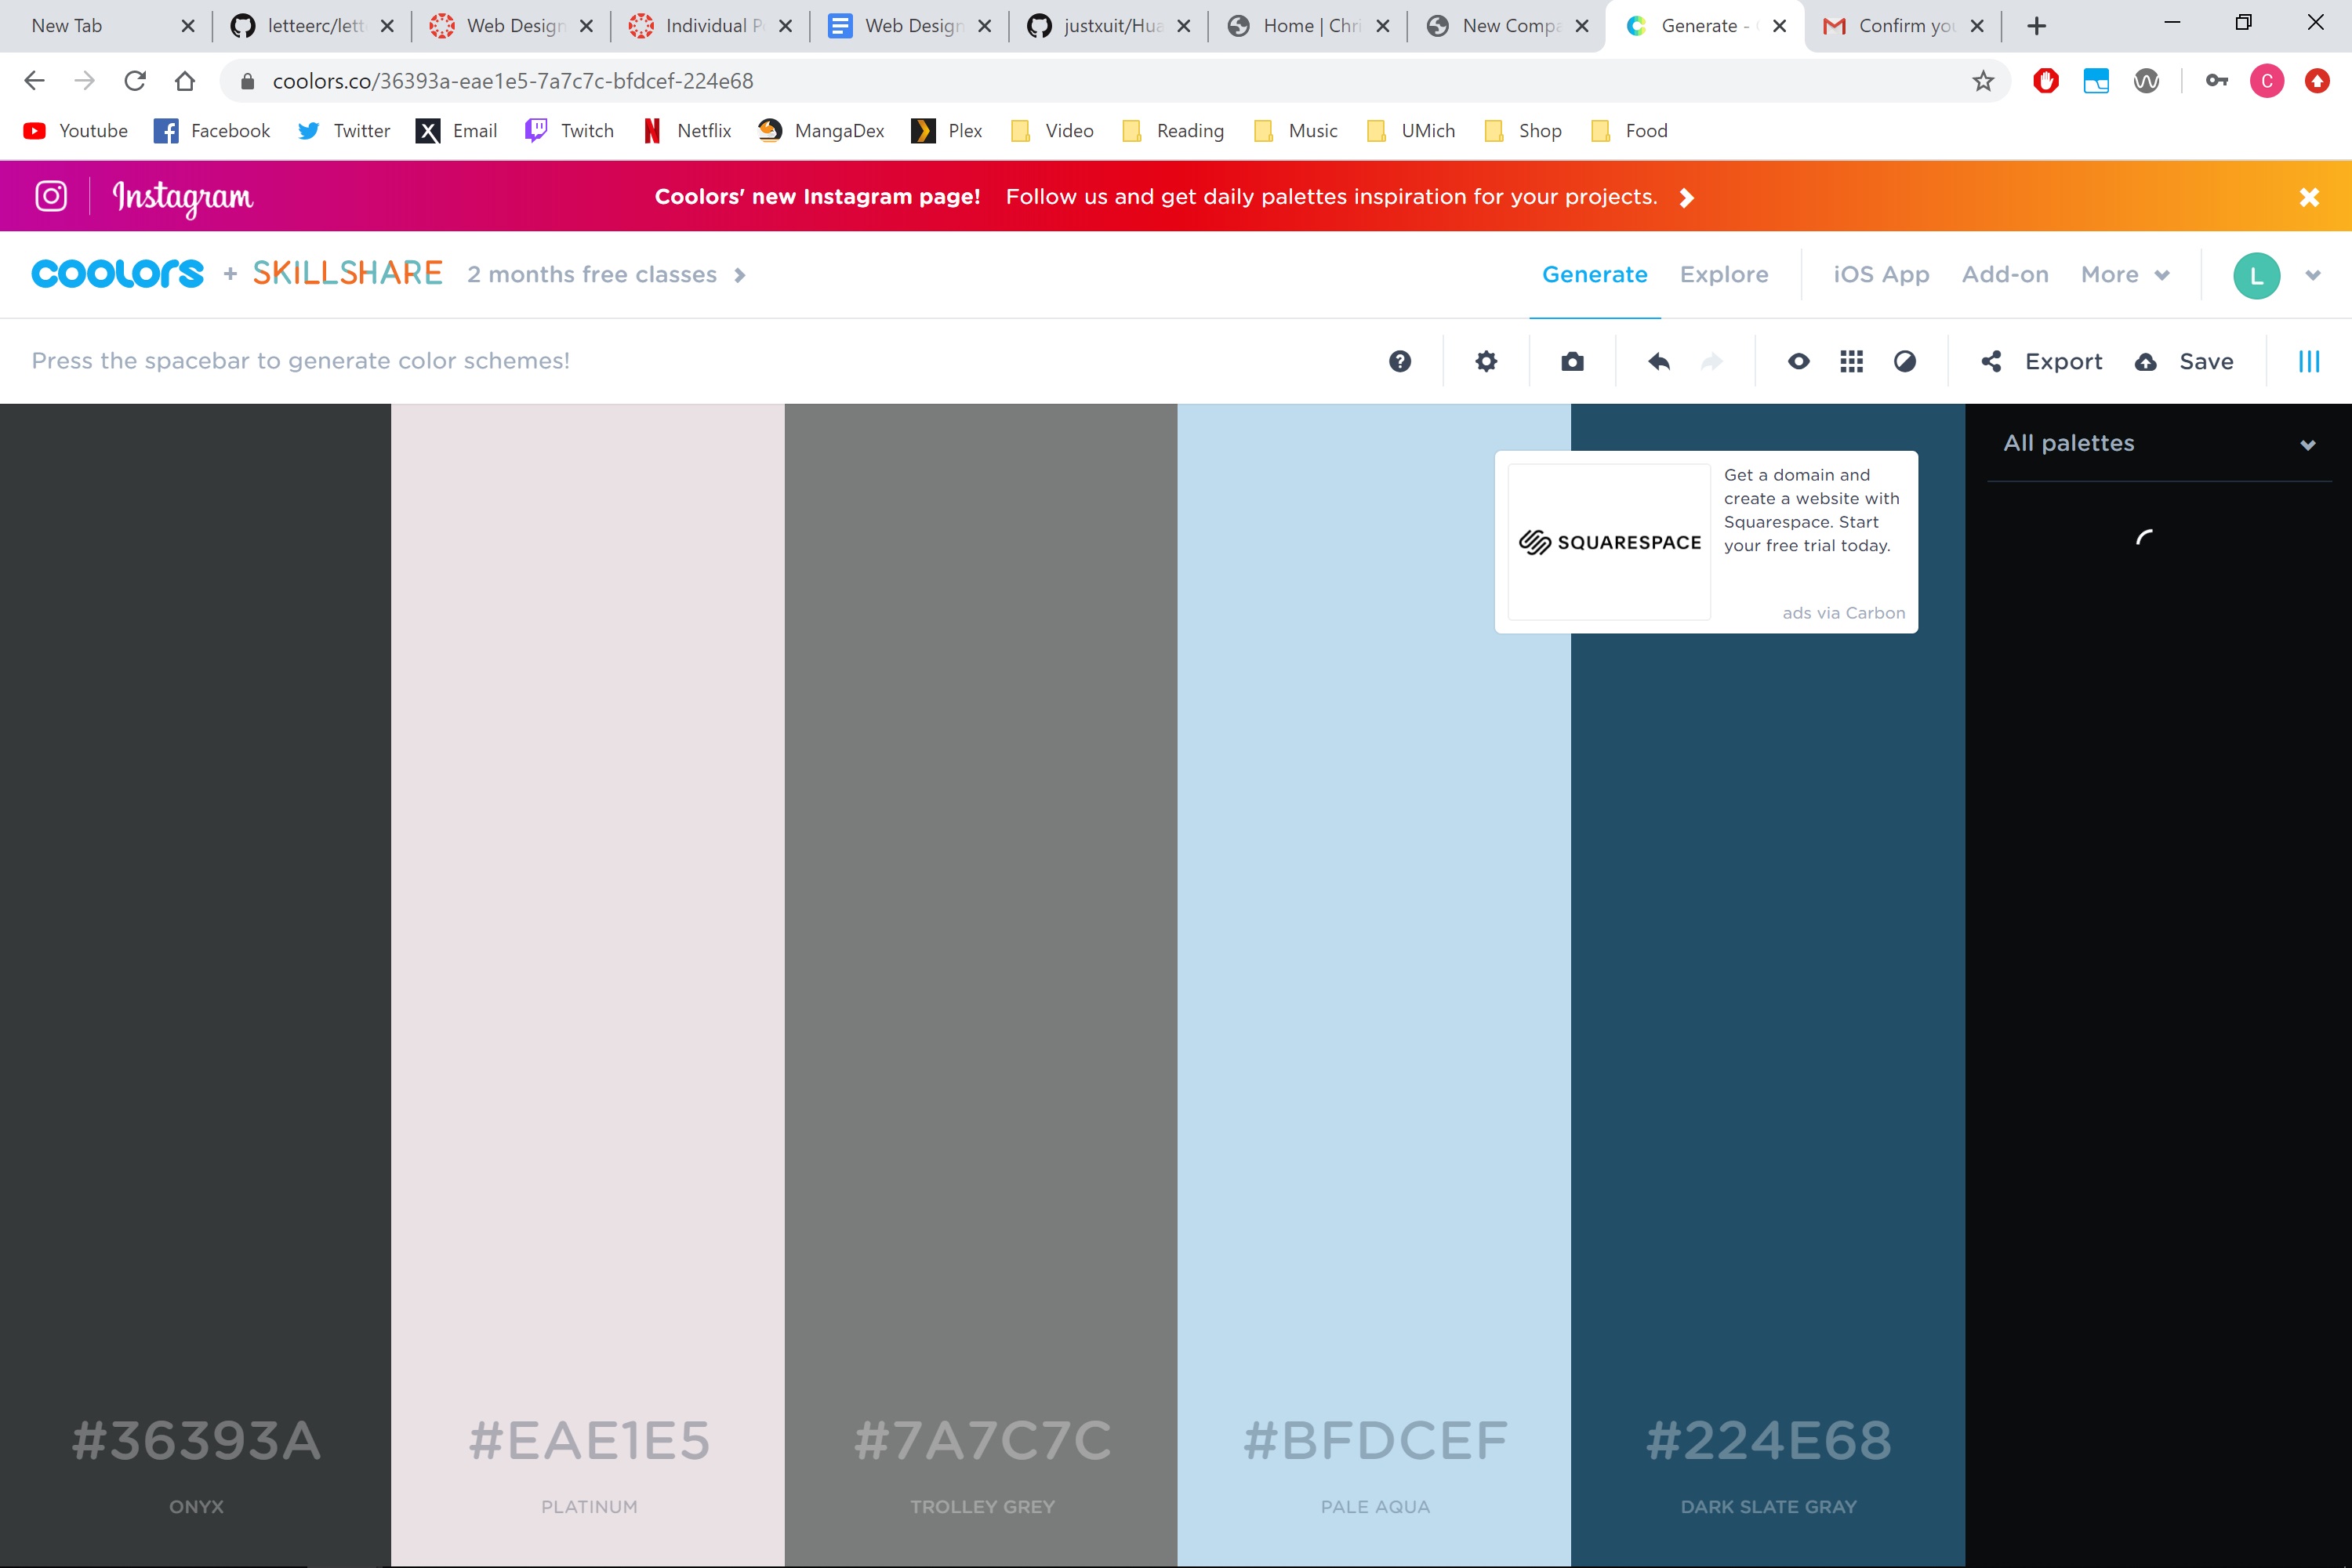 New Tab
letteerc/lett
Web Design
Individual P
Web Design
justxuit/Hua
Home | Chri
New Compa
Generate -
Confirm you
coolors.co/36393a-eae1e5-7a7c7c-bfdcef-224e68
C
Youtube
Facebook
Twitter
X
Email
Twitch
N
Netflix
MangaDex
Plex
Video
Reading
Music
UMich
Shop
Food
Instagram
Coolors' new Instagram page! Follow us and get daily palettes inspiration for your projects.
coolors + SKILLSHARE 2 months free classes
Generate
Explore
iOS App
Add-on
More
L
Press the spacebar to generate color schemes!
Export
Save
All palettes
SQUARESPACE
Get a domain and
create a website with
Squarespace. Start
your free trial today.
ads via Carbon
#36393A
ONYX
#EAE1E5
PLATINUM
#7A7C7C
TROLLEY GREY
#BFDCEF
PALE AQUA
#224E68
DARK SLATE GRAY